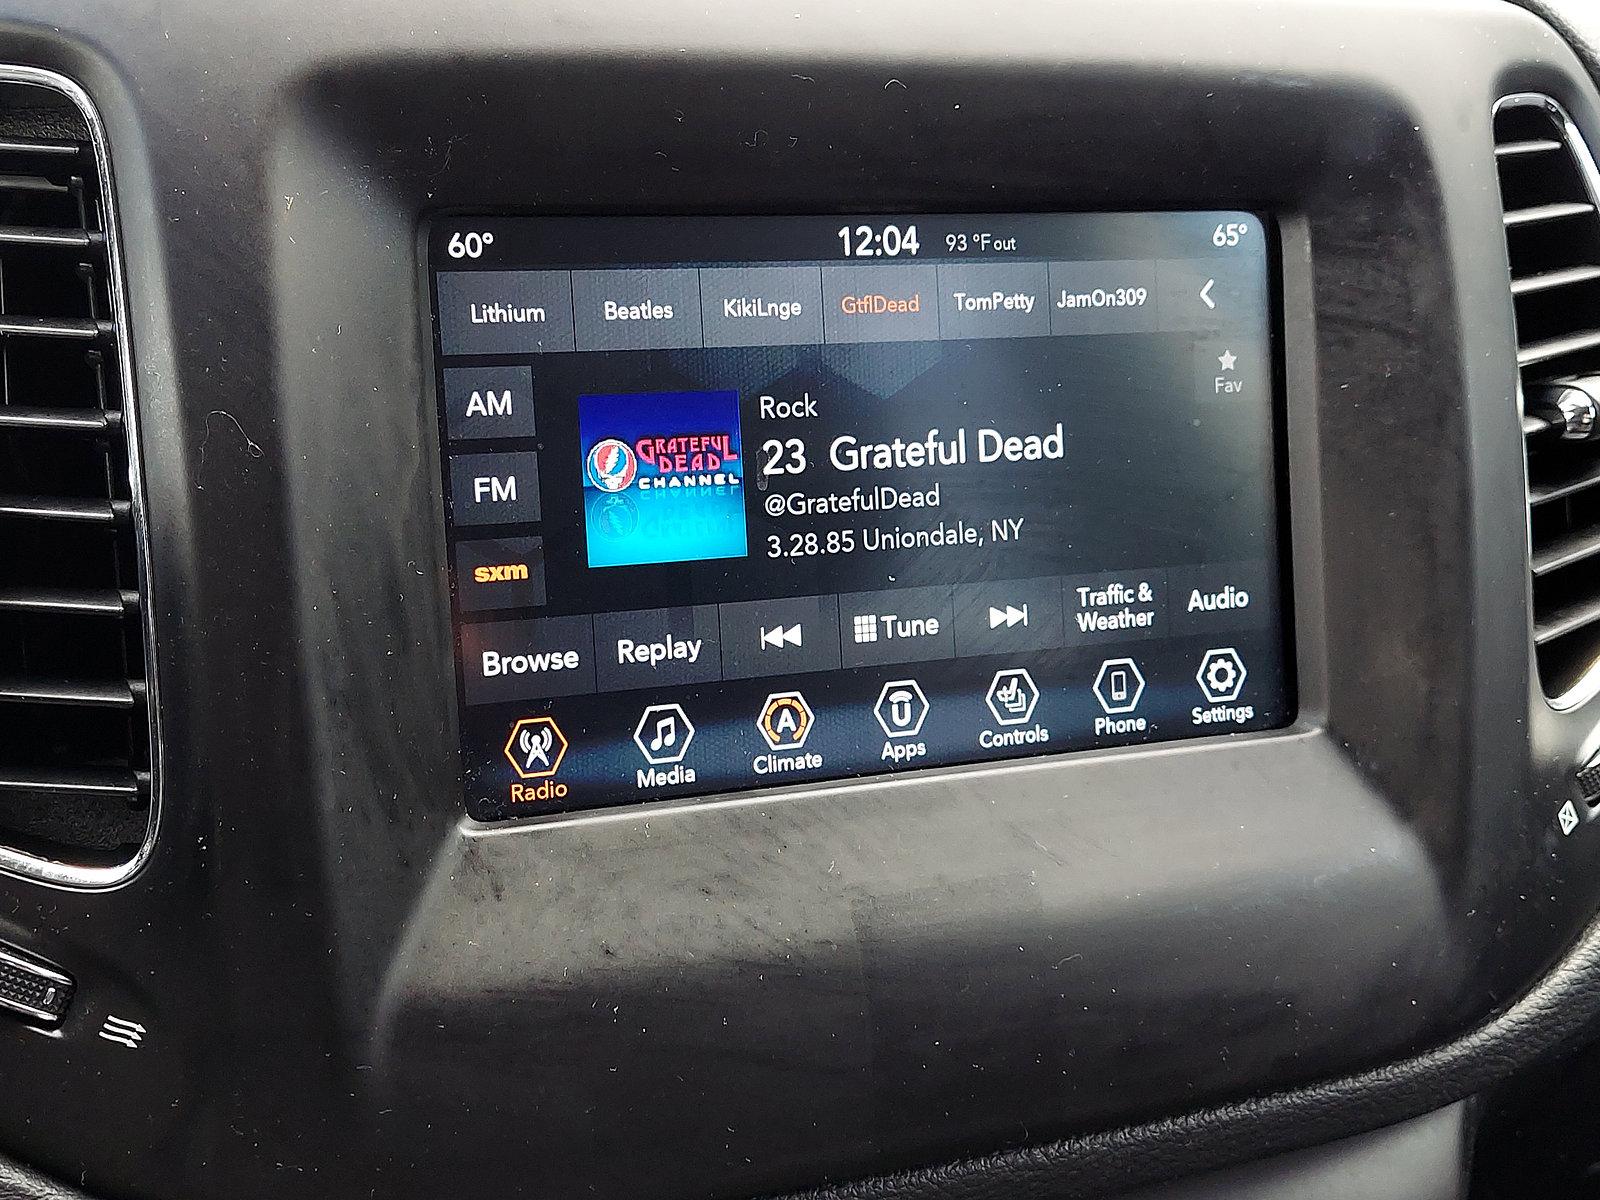 60° 12:04 93 °F out 65°
Lithium Beatles KikiLnge GtflDead TomPetty JamOn309
Fav
AM
FM
sxm
GRATEFUL
DEAD
CHANNEL
Rock
23 Grateful Dead
@GratefulDead
3.28.85 Uniondale, NY
Browse Replay Tune Traffic &
Weather Audio
Radio Media Climate Apps Controls Phone Settings